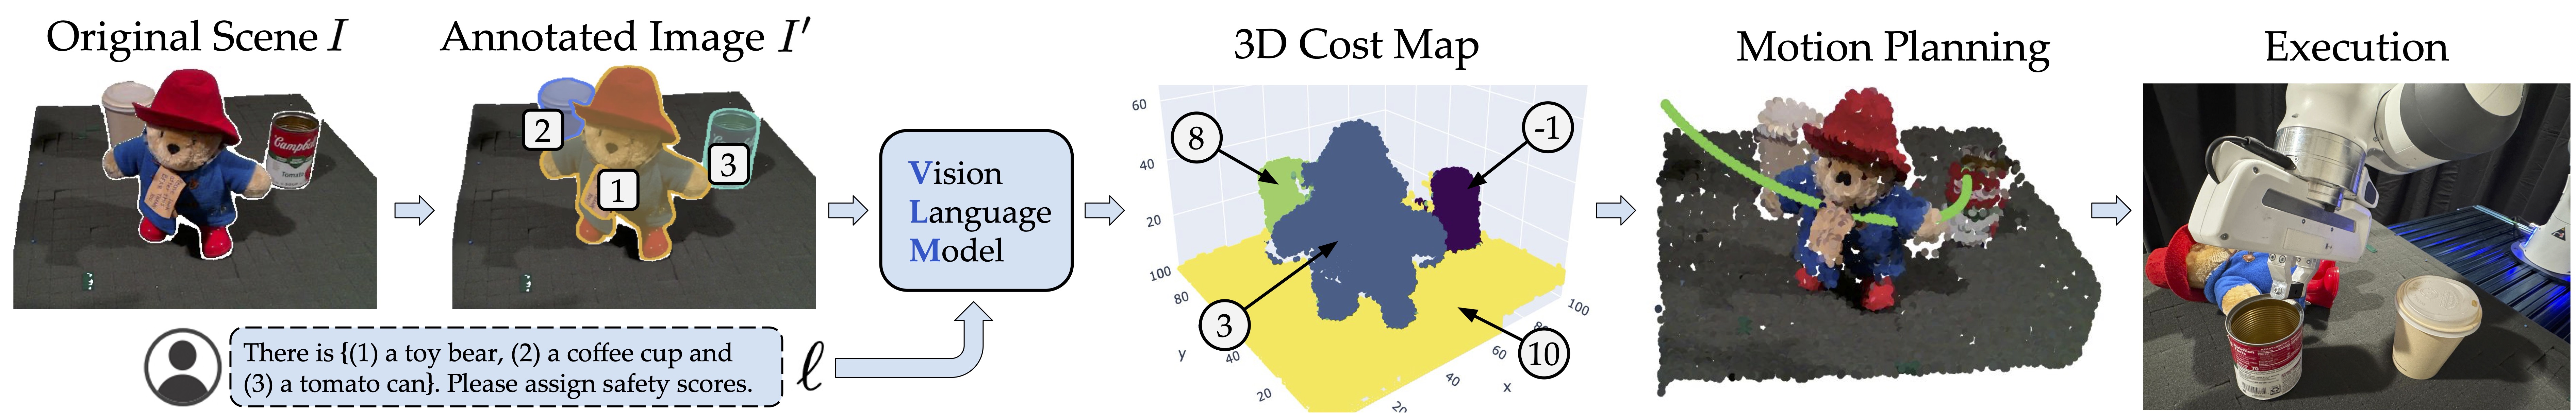 Original Scene I
Annotated Image I′
3D Cost Map
Motion Planning
Execution
Campbell
Tomato
1
2
3
Vision
Language
Model
There is {(1) a toy bear, (2) a coffee cup and
(3) a tomato can}. Please assign safety scores.
ℓ
60
40
20
100
80
y
40
20
20
40
x
60
80
100
8
-1
3
10